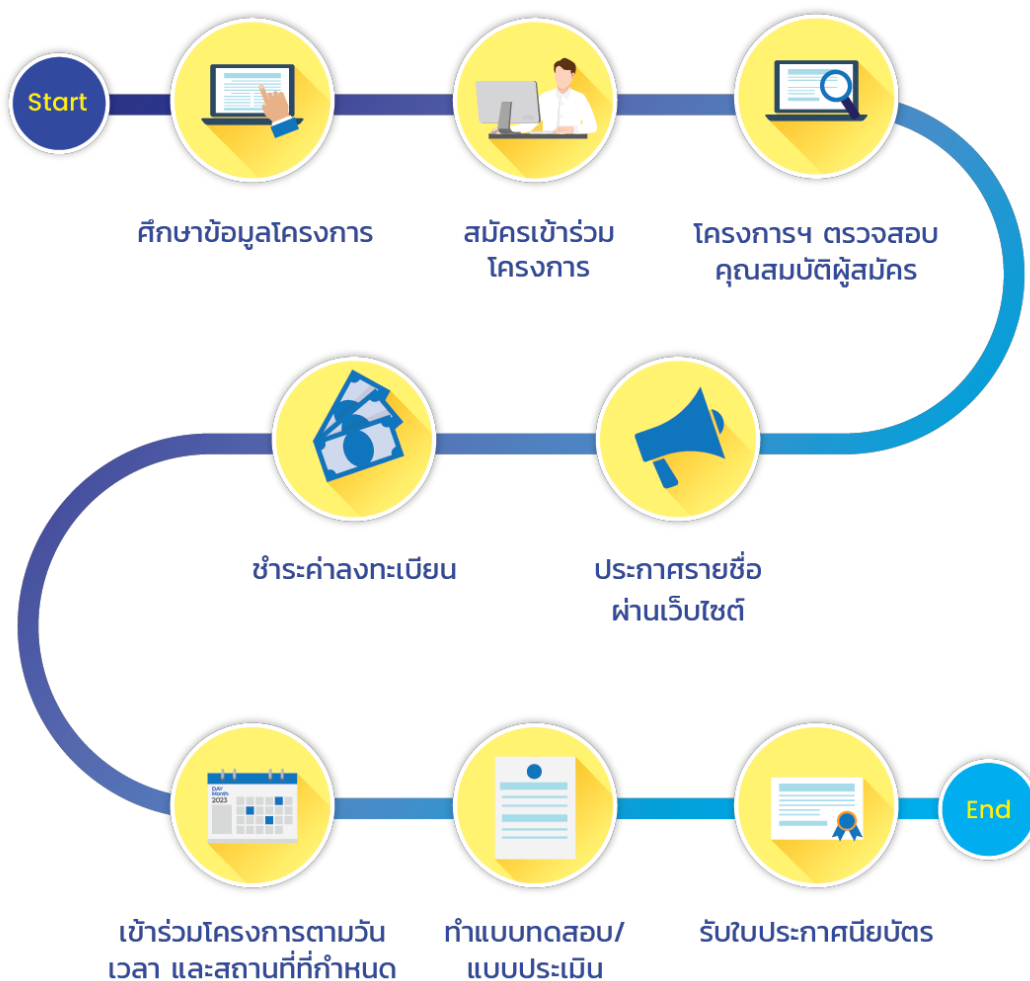 Start
ศึกษาข้อมูลโครงการ
สมัครเข้าร่วม
โครงการ
โครงการฯ ตรวจสอบ
คุณสมบัติผู้สมัคร
ชำระค่าลงทะเบียน
ประกาศรายชื่อ
ผ่านเว็บไซต์
DAY
Month
2023
End
เข้าร่วมโครงการตามวัน
เวลา และสถานที่ที่กำหนด
ทำแบบทดสอบ/
แบบประเมิน
รับใบประกาศนียบัตร